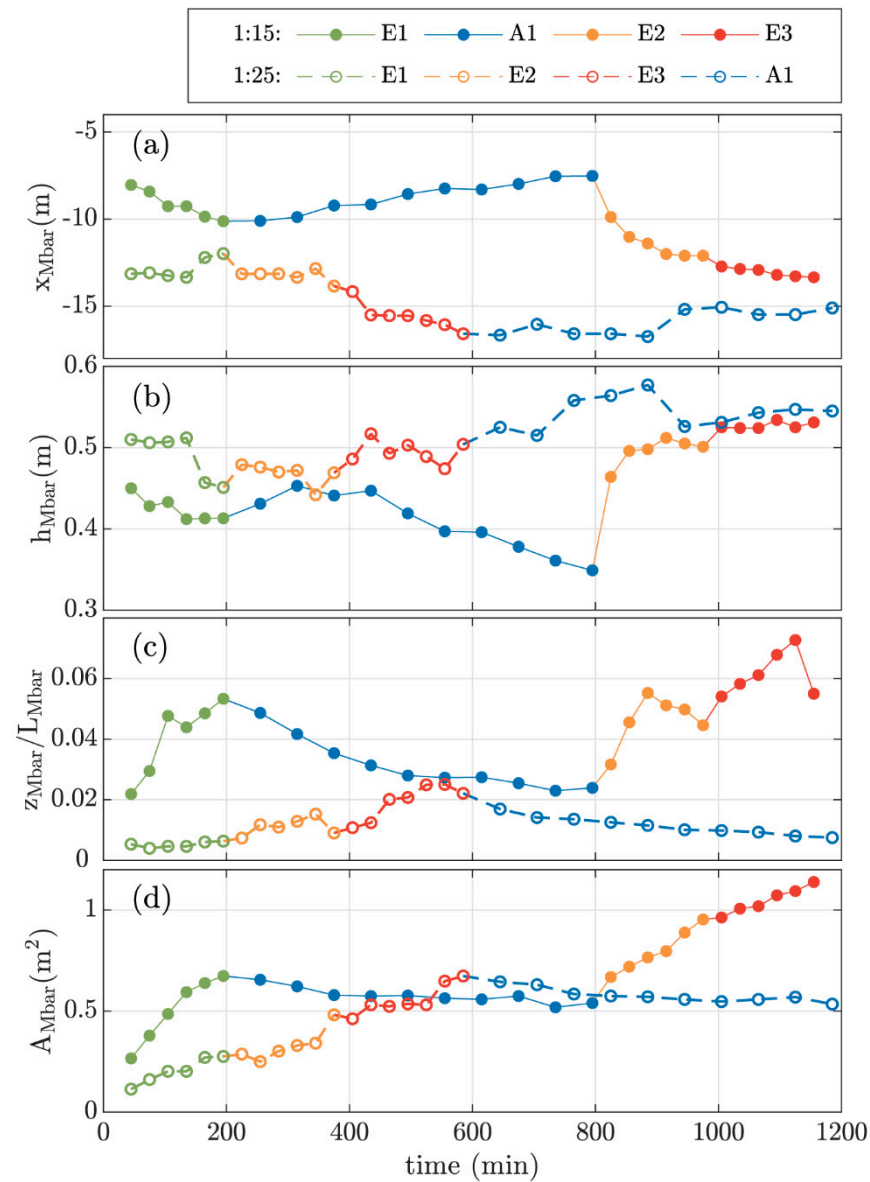 1:15: E1 A1 E2 E3
1:25: E1 E2 E3 A1
(a)
-5
-10
-15
x_Mbar(m)
(b)
0.6
0.5
0.4
0.3
h_Mbar(m)
(c)
0.06
0.04
0.02
0
z_Mbar/L_Mbar
(d)
1
0.5
0
A_Mbar(m²)
0 200 400 600 800 1000 1200
time (min)